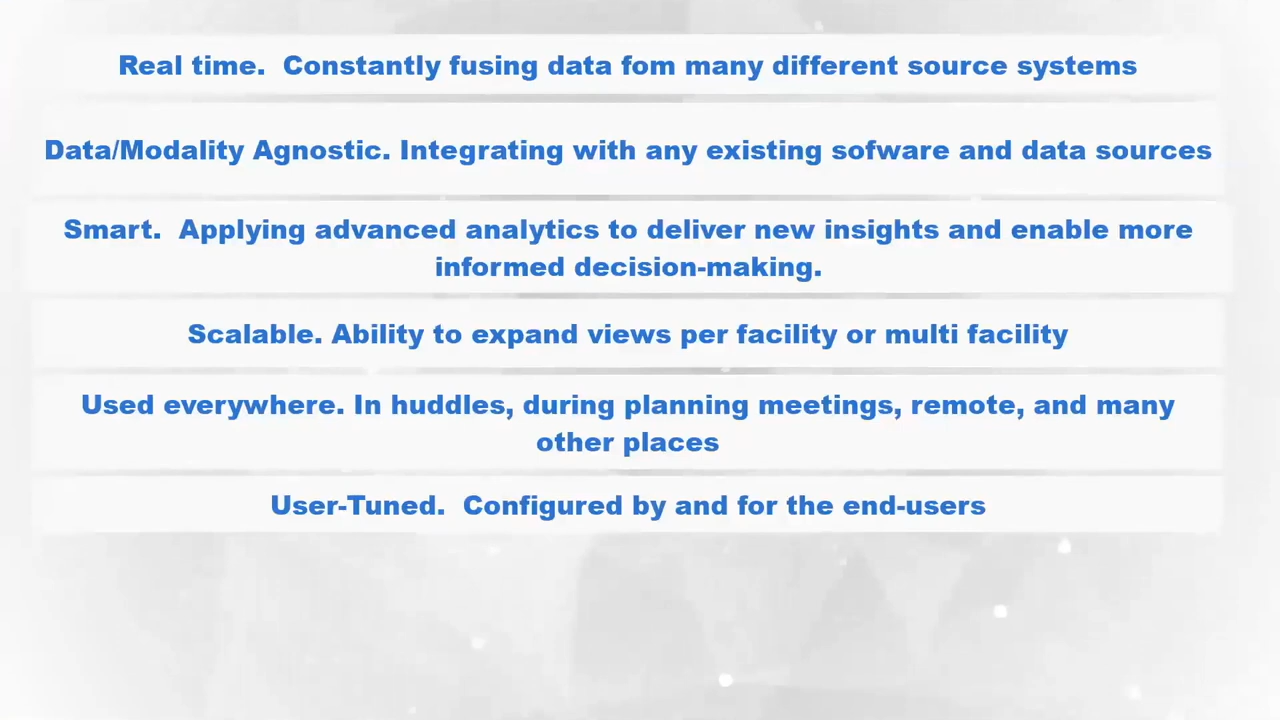 Real time.  Constantly fusing data fom many different source systems
Data/Modality Agnostic. Integrating with any existing sofware and data sources
Smart.  Applying advanced analytics to deliver new insights and enable more
informed decision-making.
Scalable. Ability to expand views per facility or multi facility
Used everywhere. In huddles, during planning meetings, remote, and many
other places
User-Tuned.  Configured by and for the end-users